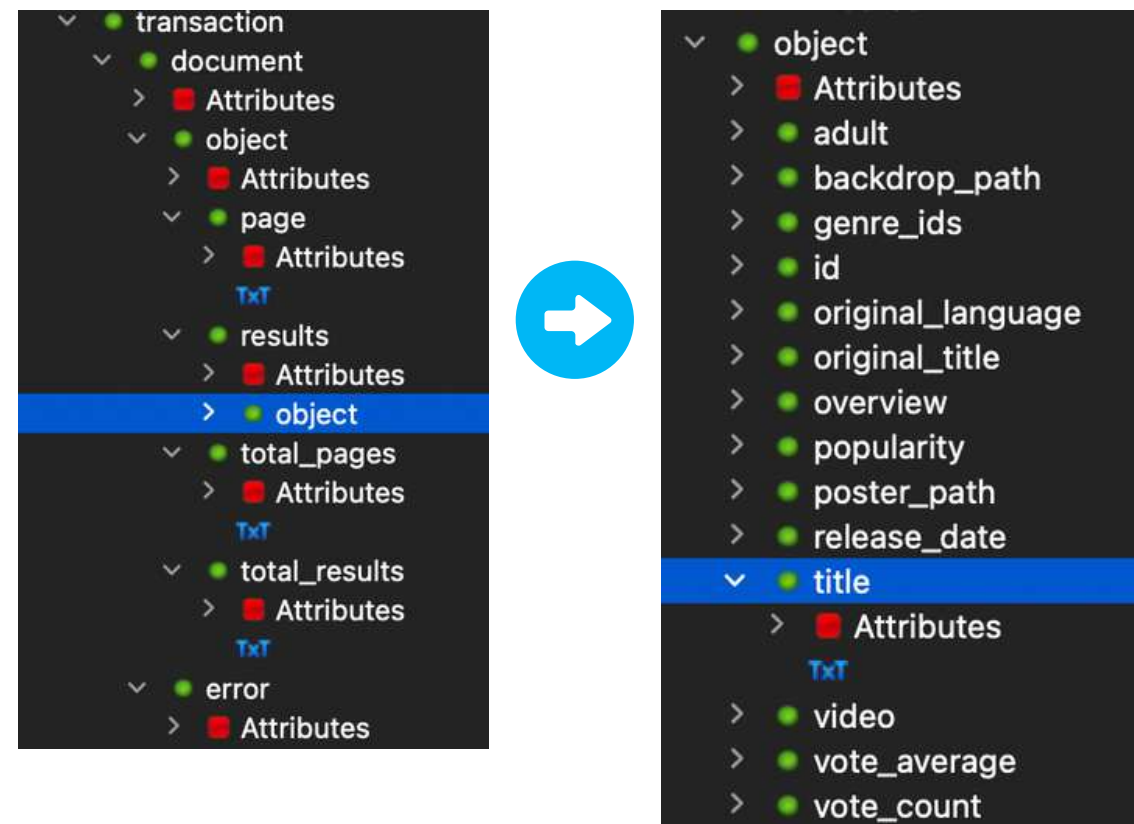 transaction
document
Attributes
object
Attributes
page
Attributes
TxT
results
Attributes
object
total_pages
Attributes
TxT
total_results
Attributes
TxT
error
Attributes
object
Attributes
adult
backdrop_path
genre_ids
id
original_language
original_title
overview
popularity
poster_path
release_date
title
Attributes
TxT
video
vote_average
vote_count